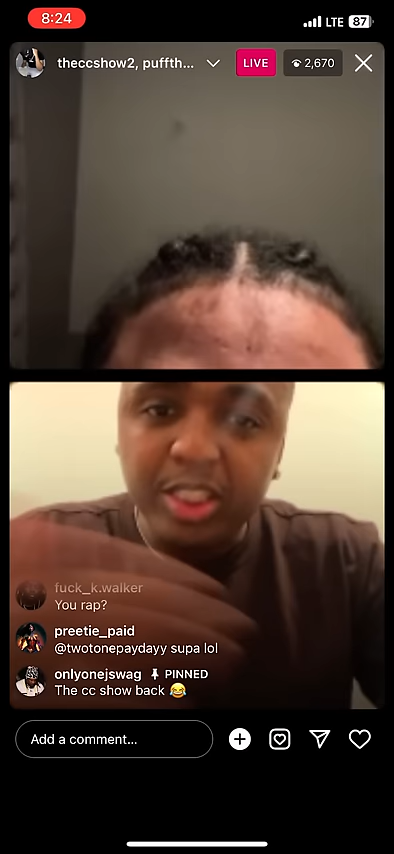 8:24
LTE 87
theccshow2, puffth...
LIVE
2,670
fuck_k.walker
You rap?
preetie_paid
@twotonepaydayy supa lol
onlyonejswag PINNED
The cc show back 😂
Add a comment...